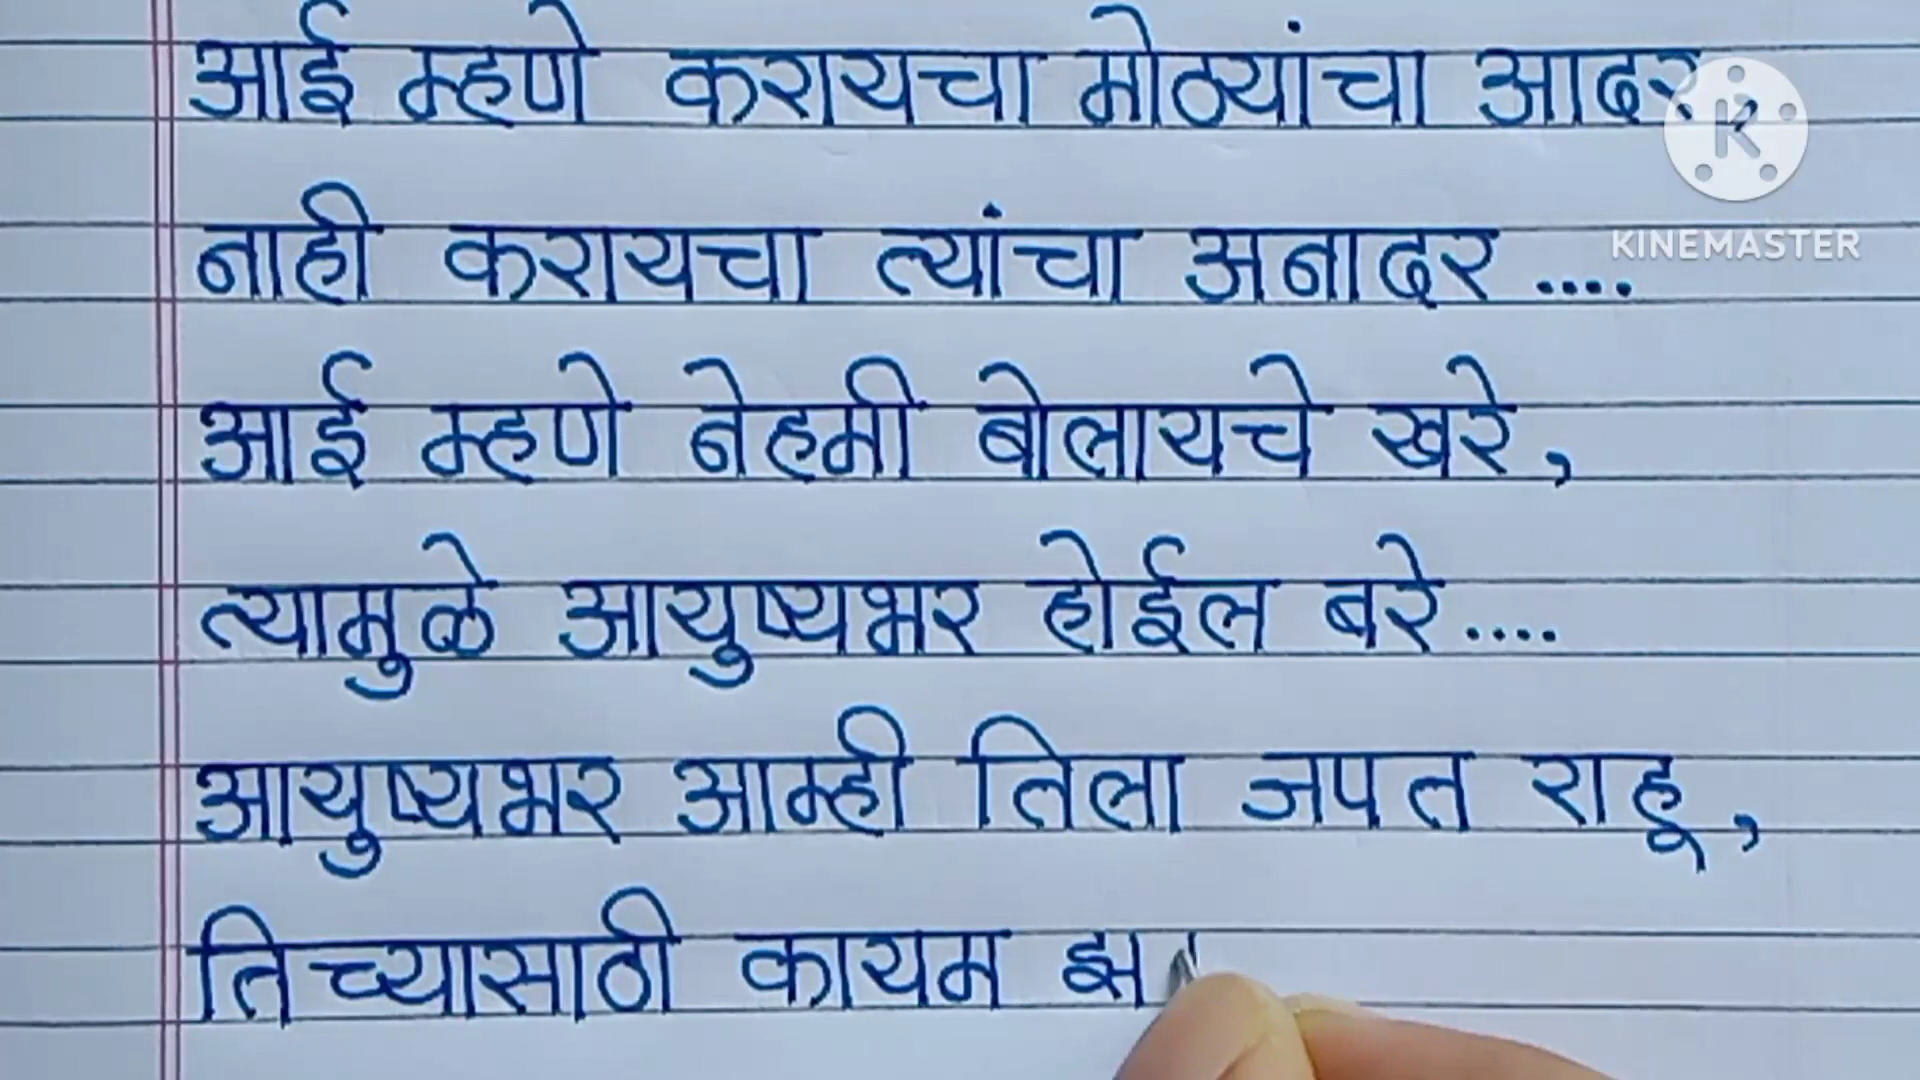 आई म्हणे करायचा मोठ्यांचा आदर,
नाही करायचा त्यांचा अनादर ....
आई म्हणे नेहमी बोलायचे खरे,
त्यामुळे आयुष्यभर होईल बरे ....
आयुष्यभर आम्ही तिला जपत राहू,
तिच्यासाठी कायम
KINEMASTER